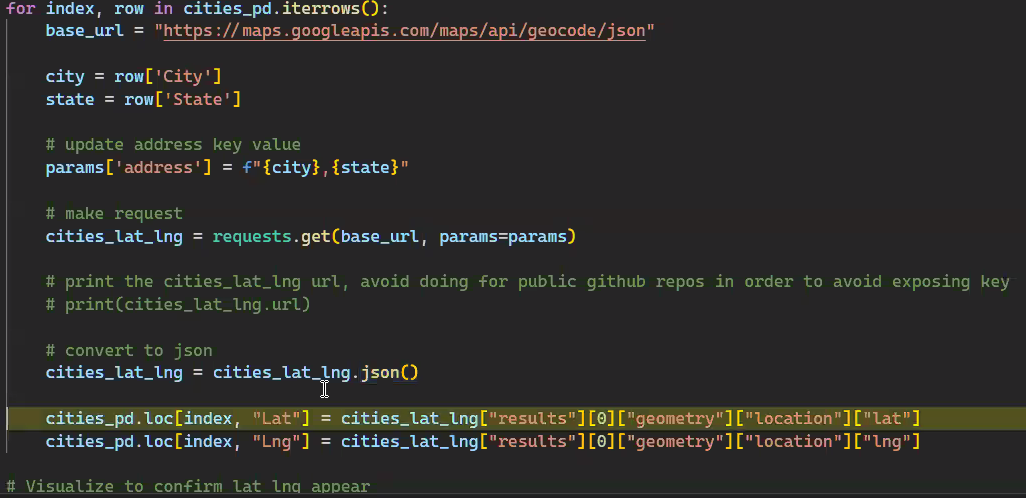 for index, row in cities_pd.iterrows():
    base_url = "https://maps.googleapis.com/maps/api/geocode/json"
    city = row['City']
    state = row['State']
    # update address key value
    params['address'] = f"{city},{state}"
    # make request
    cities_lat_lng = requests.get(base_url, params=params)
    # print the cities_lat_lng url, avoid doing for public github repos in order to avoid exposing key
    # print(cities_lat_lng.url)
    # convert to json
    cities_lat_lng = cities_lat_lng.json()
    cities_pd.loc[index, "Lat"] = cities_lat_lng["results"][0]["geometry"]["location"]["lat"]
    cities_pd.loc[index, "Lng"] = cities_lat_lng["results"][0]["geometry"]["location"]["lng"]
# Visualize to confirm lat lng appear